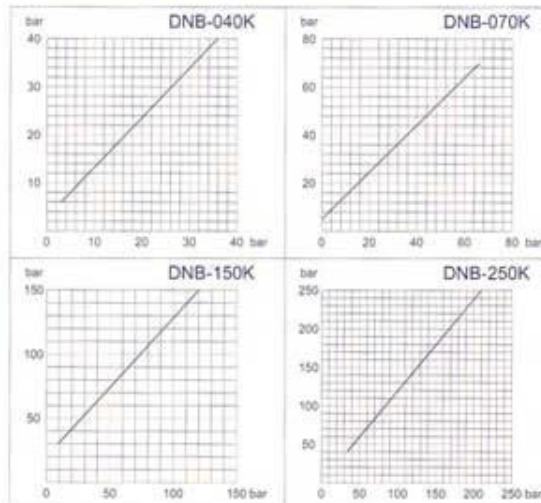 bar DNB-040K
40
30
20
10
0 10 20 30 40 bar
bar DNB-070K
80
60
40
20
0 20 40 60 80 bar
bar DNB-150K
150
100
50
0 50 100 150 bar
bar DNB-250K
250
200
150
100
50
0 50 100 150 200 250 bar